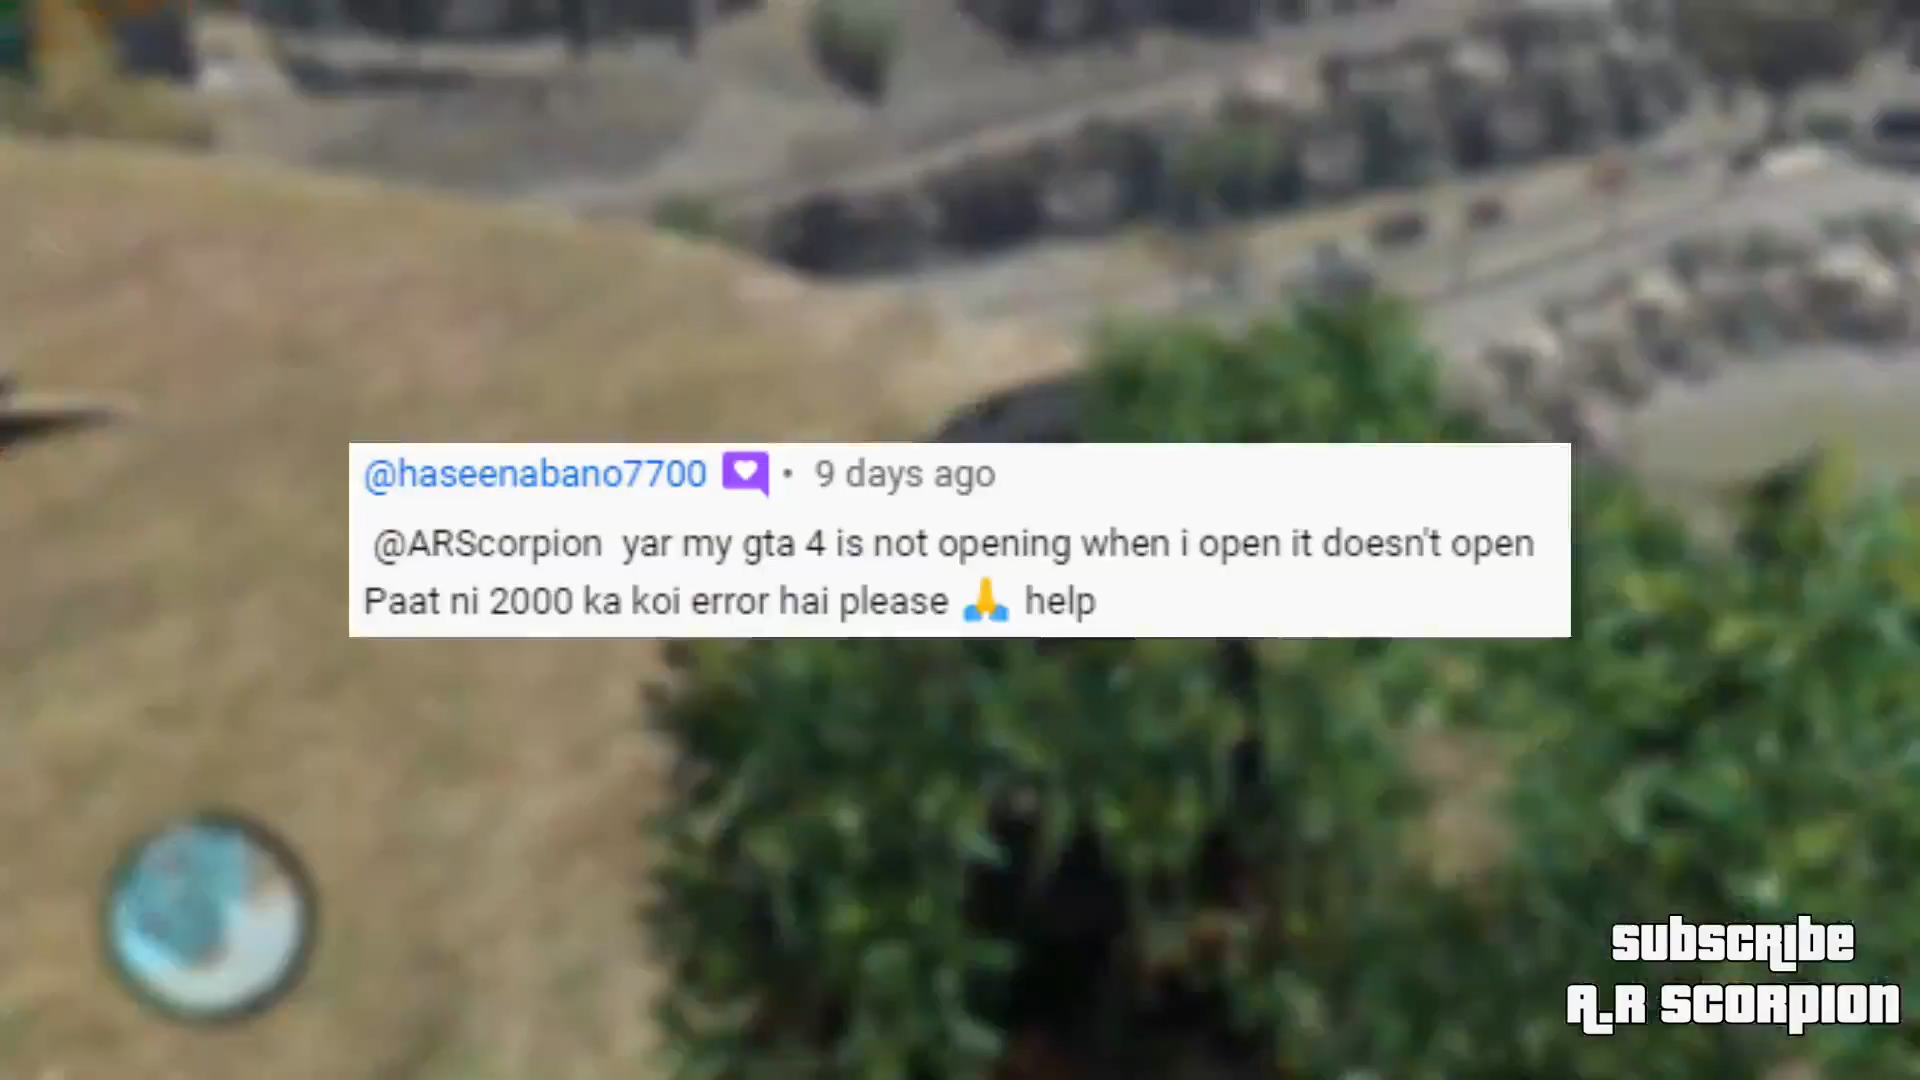 @haseenabano7700 • 9 days ago
@ARScorpion yar my gta 4 is not opening when i open it doesn't open
Paat ni 2000 ka koi error hai please 🙏 help
SUBSCRIBE
A.R SCORPION